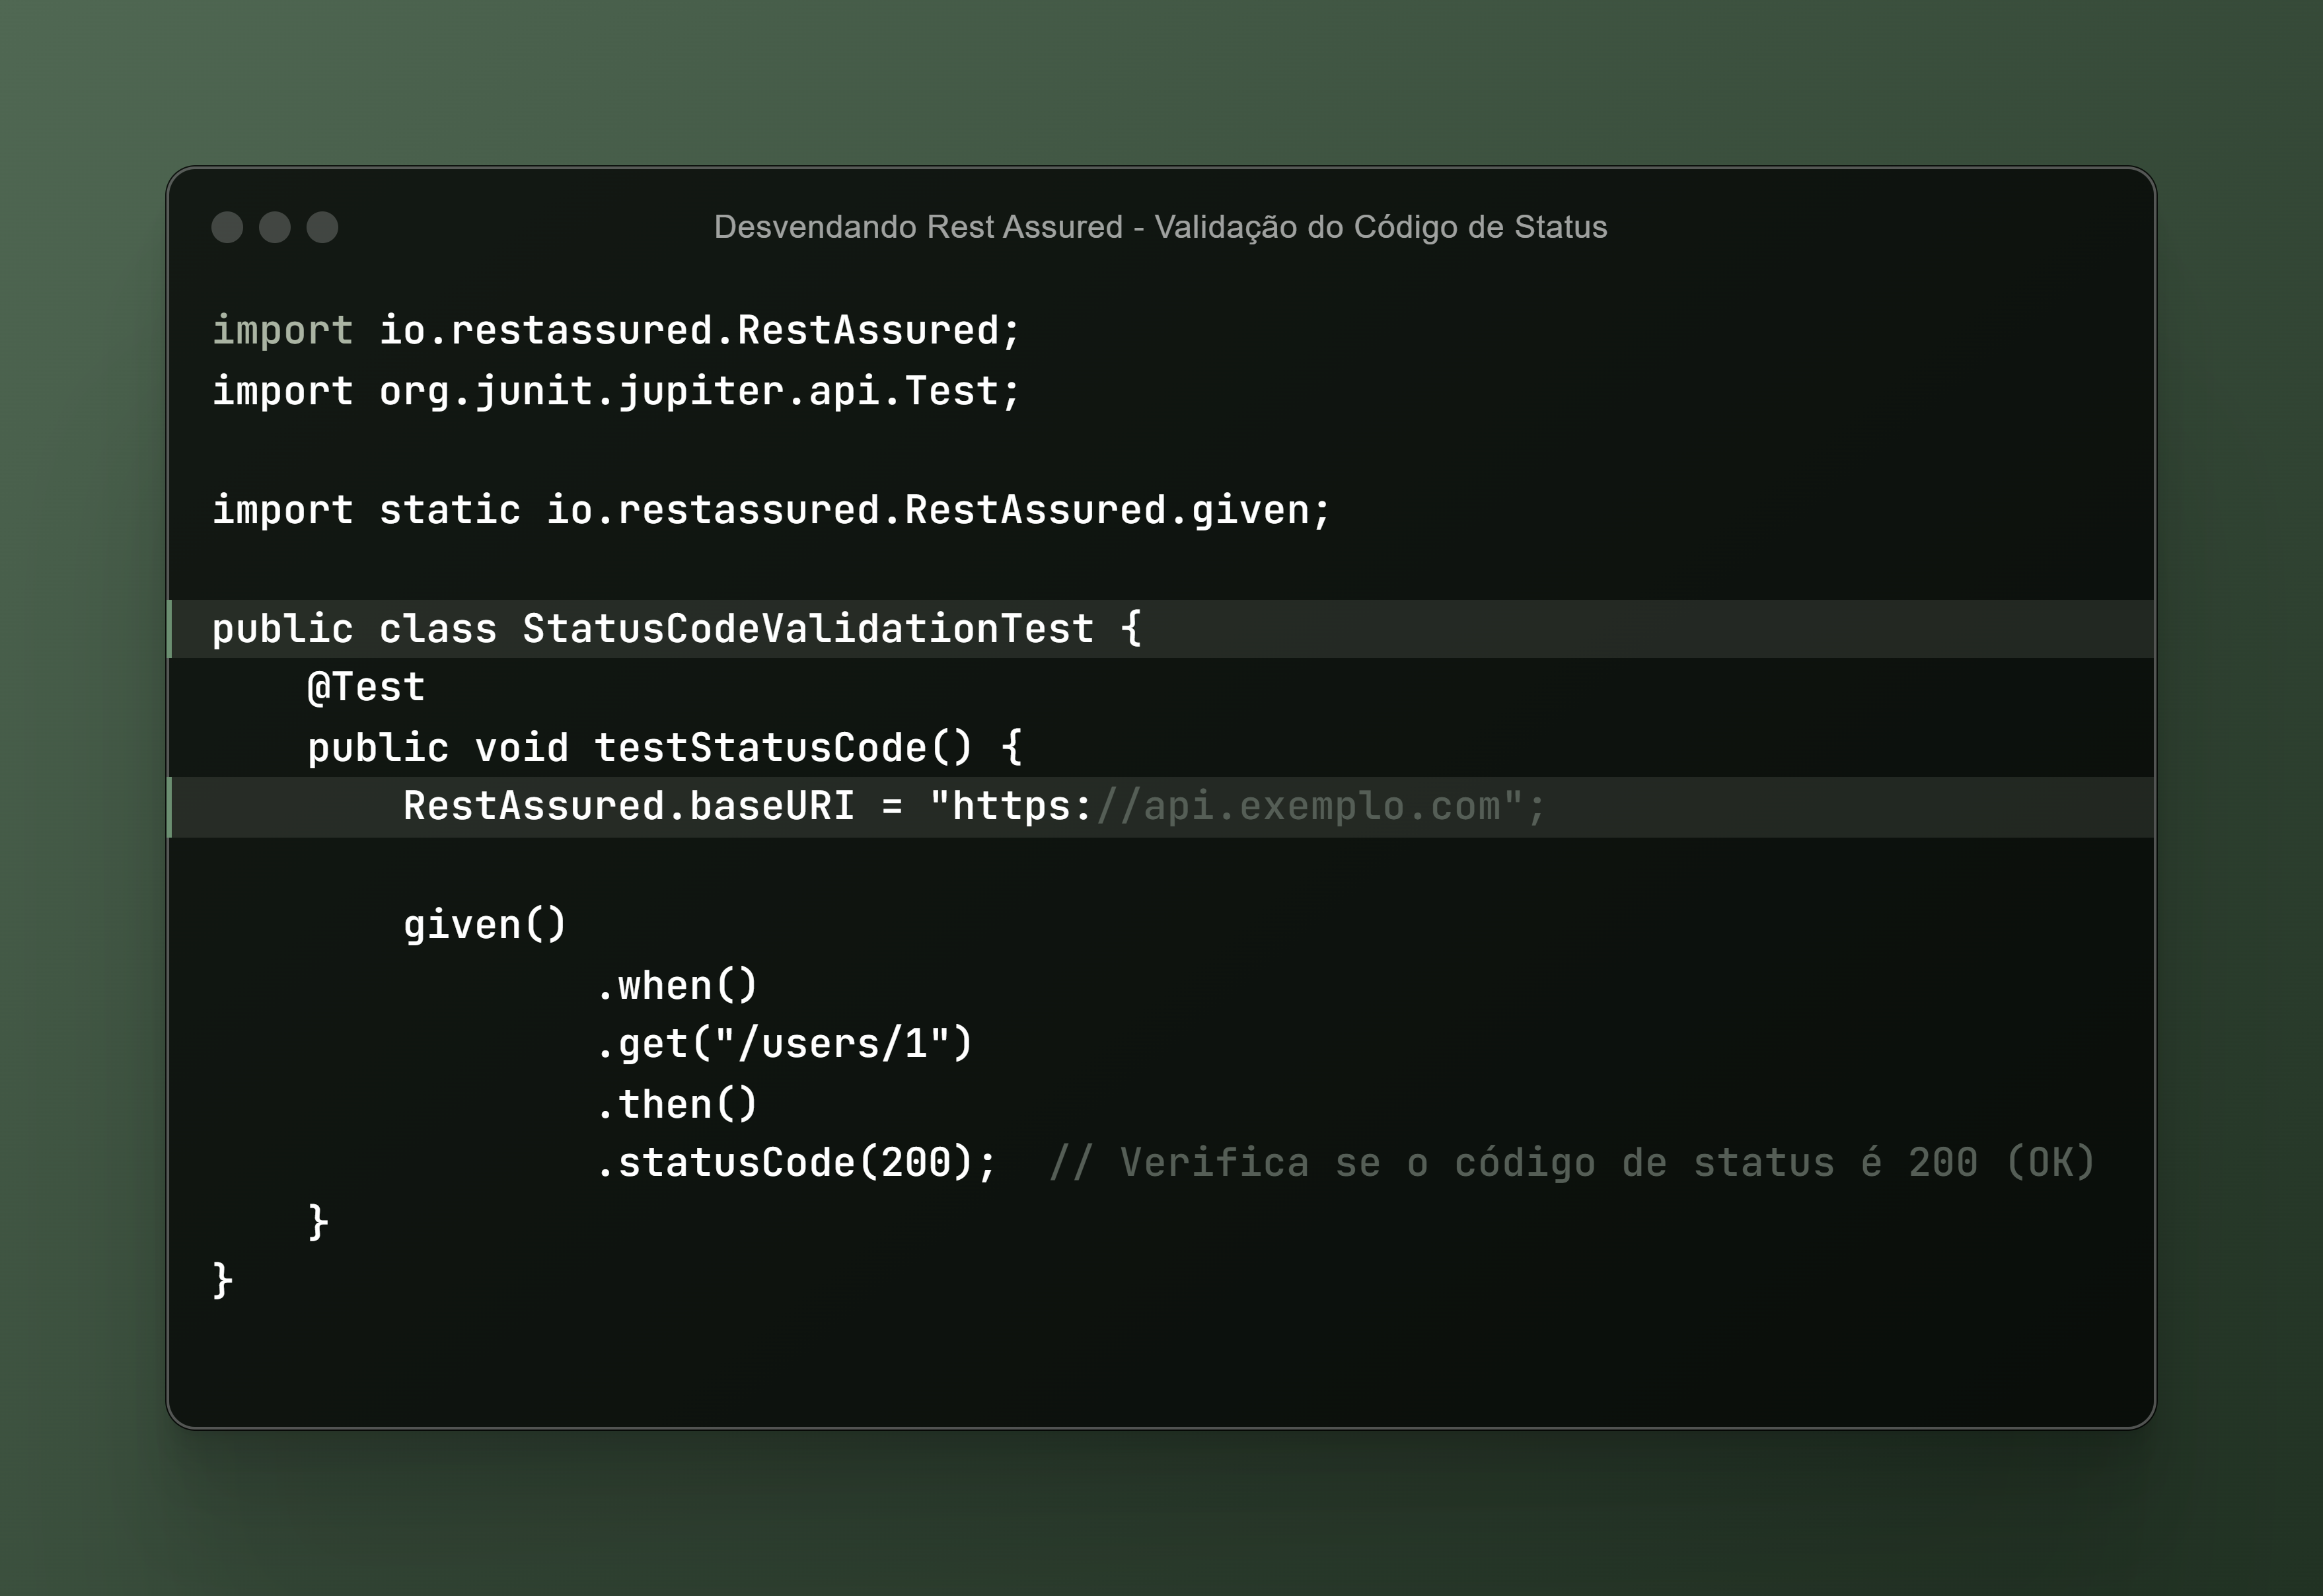 Desvendando Rest Assured - Validação do Código de Status
import io.restassured.RestAssured;
import org.junit.jupiter.api.Test;
import static io.restassured.RestAssured.given;
public class StatusCodeValidationTest {
    @Test
    public void testStatusCode() {
        RestAssured.baseURI = "https://api.exemplo.com";
        given()
                .when()
                .get("/users/1")
                .then()
                .statusCode(200);  // Verifica se o código de status é 200 (OK)
    }
}